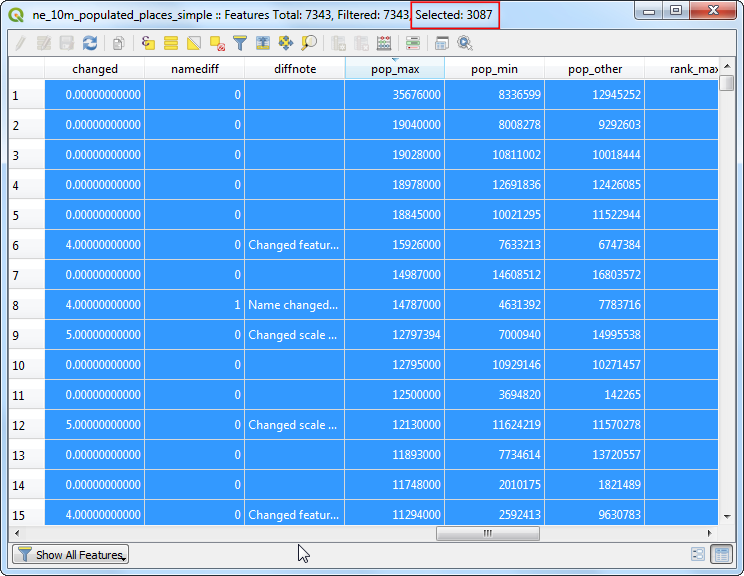 ne_10m_populated_places_simple :: Features Total: 7343, Filtered: 7343, Selected: 3087
changed namediff diffnote pop_max pop_min pop_other rank_max
1 0.00000000000 0 35676000 8336599 12945252
2 0.00000000000 0 19040000 8008278 9292603
3 0.00000000000 0 19028000 10811002 10018444
4 0.00000000000 0 18978000 12691836 12426085
5 0.00000000000 0 18845000 10021295 11522944
6 4.00000000000 0 Changed featur... 15926000 7633213 6747384
7 0.00000000000 0 14987000 14608512 16803572
8 4.00000000000 1 Name changed... 14787000 4631392 7783716
9 5.00000000000 0 Changed scale ... 12797394 7000940 14995538
10 0.00000000000 0 12795000 10929146 10271457
11 0.00000000000 0 12500000 3694820 142265
12 5.00000000000 0 Changed scale ... 12130000 11624219 11570278
13 0.00000000000 0 11893000 7734614 13720557
14 0.00000000000 0 11748000 2010175 1821489
15 4.00000000000 0 Changed featur... 11294000 2592413 9630783
Show All Features